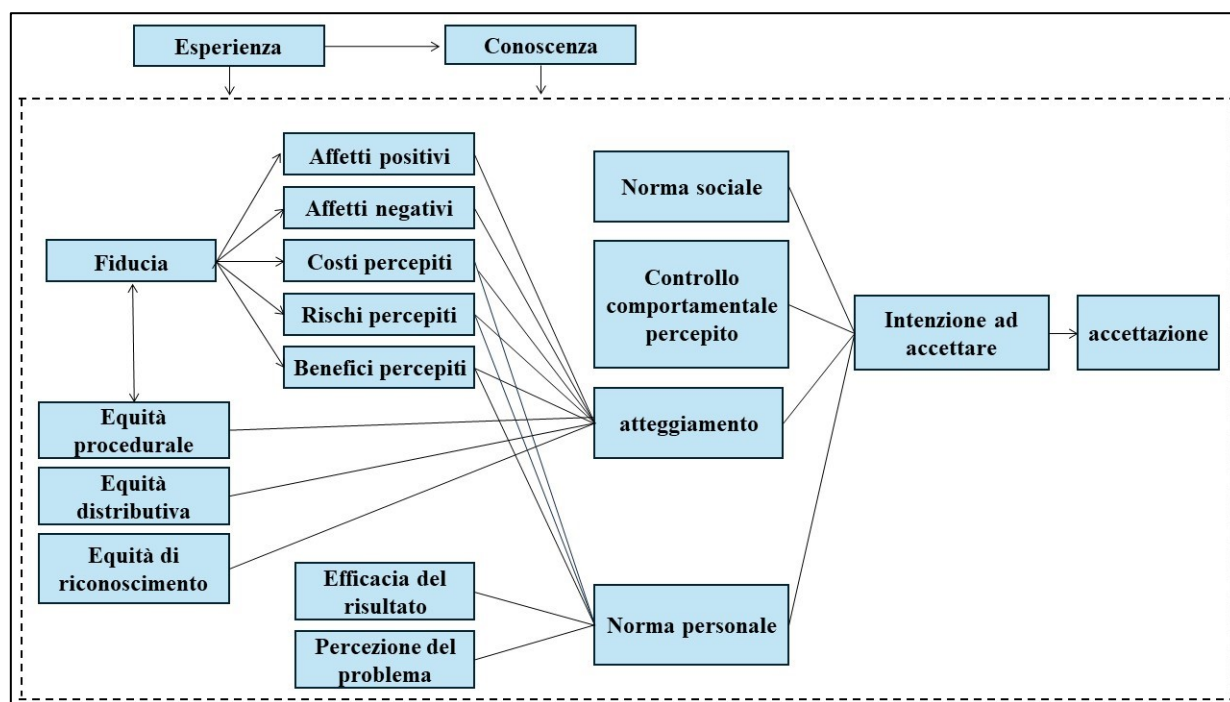 Esperienza
Conoscenza
Affetti positivi
Affetti negativi
Costi percepiti
Rischi percepiti
Benefici percepiti
Fiducia
Equità
procedurale
Equità
distributiva
Equità di
riconoscimento
Efficacia del
risultato
Percezione del
problema
Norma sociale
Controllo
comportamentale
percepito
atteggiamento
Norma personale
Intenzione ad
accettare
accettazione